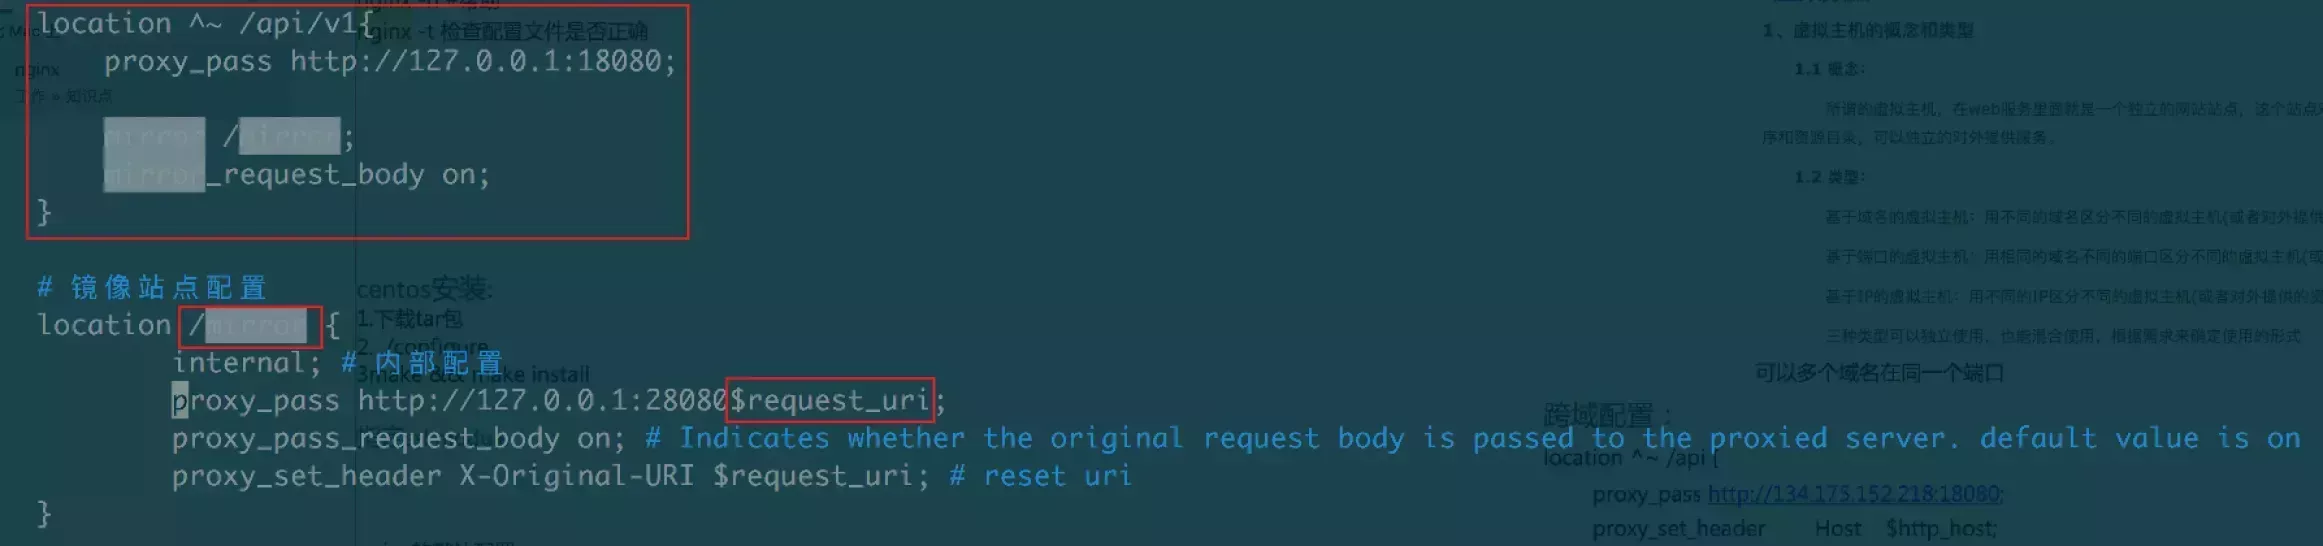 location ^~ /api/v1{
proxy_pass http://127.0.0.1:18080;
mirror /mirror;
mirror_request_body on;
}
# 镜像站点配置
location /mirror {
internal; # 内部配置
proxy_pass http://127.0.0.1:28080$request_uri;
proxy_pass_request_body on; # Indicates whether the original request body is passed to the proxied server. default value is on
proxy_set_header X-Original-URI $request_uri; # reset uri
}
nginx -t 检查配置文件是否正确
nginx
工作 » 知识点
centos安装:
1.下载tar包
2. ./configure
3make && make install
1、虚拟主机的概念和类型
1.1 概念:
所谓的虚拟主机，在web服务里面就是一个独立的网站站点，这个站点
序和资源目录，可以独立的对外提供服务。
1.2 类型:
基于域名的虚拟主机：用不同的域名区分不同的虚拟主机(或者对外提供
基于端口的虚拟主机：用相同的域名不同的端口区分不同的虚拟主机(或
基于IP的虚拟主机：用不同的IP区分不同的虚拟主机(或者对外提供的
三种类型可以独立使用，也能混合使用，根据需求来确定使用的形式
可以多个域名在同一个端口
跨域配置：
location ^~ /api {
proxy_pass http://134.175.152.218:18080;
proxy_set_header Host $http_host;